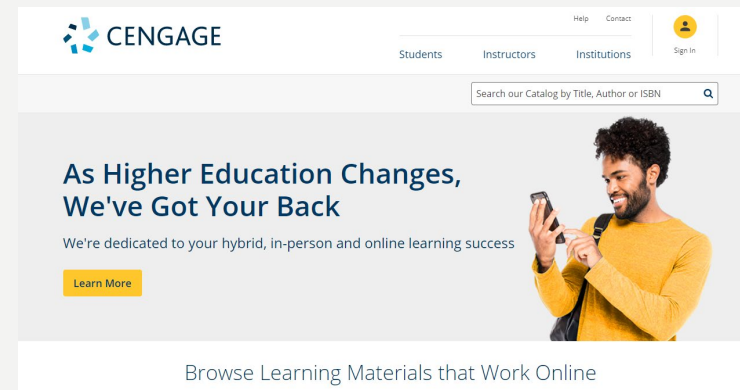 CENGAGE
Help Contact
Students Instructors Institutions
Sign In
Search our Catalog by Title, Author or ISBN
As Higher Education Changes,
We've Got Your Back
We're dedicated to your hybrid, in-person and online learning success
Learn More
Browse Learning Materials that Work Online